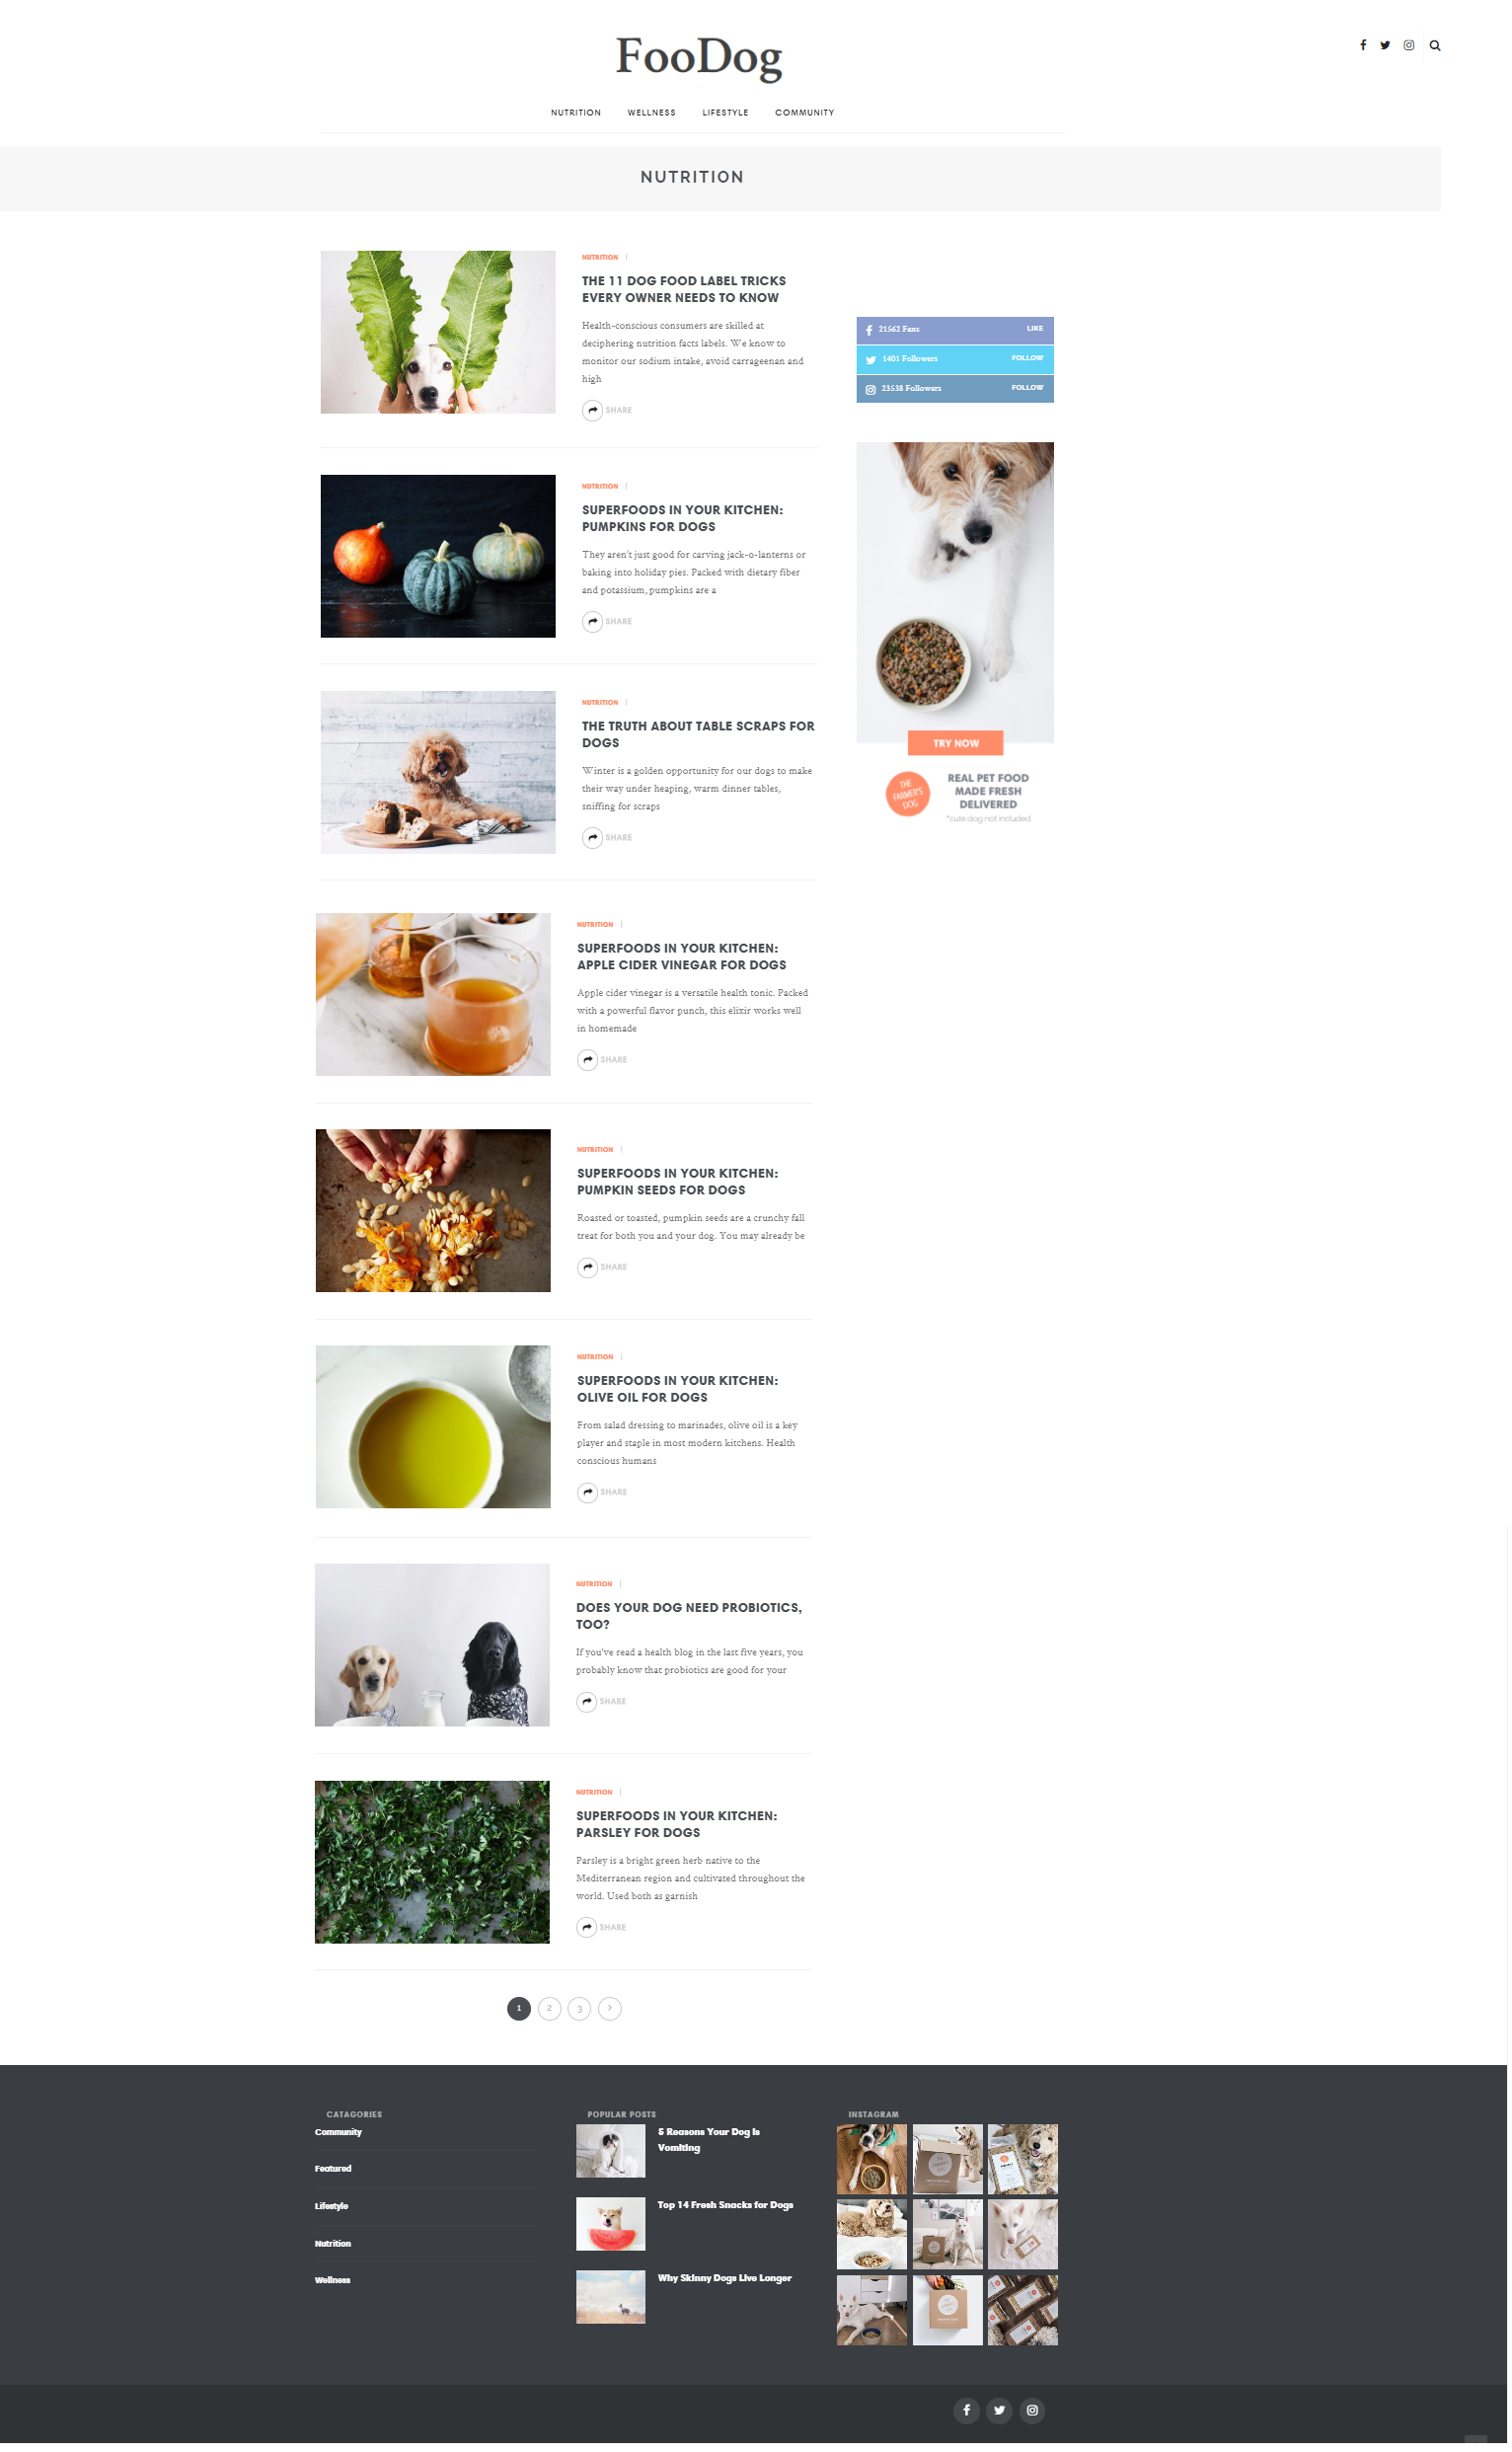 FooDog
NUTRITION WELLNESS LIFESTYLE COMMUNITY
NUTRITION
NUTRITION |
THE 11 DOG FOOD LABEL TRICKS
EVERY OWNER NEEDS TO KNOW
Health-conscious consumers are skilled at
deciphering nutrition facts labels. We know to
monitor our sodium intake, avoid carrageenan and
high
SHARE
21562 Fans LIKE
1401 Followers FOLLOW
23538 Followers FOLLOW
NUTRITION |
SUPERFOODS IN YOUR KITCHEN:
PUMPKINS FOR DOGS
They aren't just good for carving jack-o-lanterns or
baking into holiday pies. Packed with dietary fiber
and potassium, pumpkins are a
SHARE
NUTRITION |
THE TRUTH ABOUT TABLE SCRAPS FOR
DOGS
Winter is a golden opportunity for our dogs to make
their way under heaping, warm dinner tables,
sniffing for scraps
SHARE
TRY NOW
THE
FARMER'S
DOG
REAL PET FOOD
MADE FRESH
DELIVERED
*cute dog not included
NUTRITION |
SUPERFOODS IN YOUR KITCHEN:
APPLE CIDER VINEGAR FOR DOGS
Apple cider vinegar is a versatile health tonic. Packed
with a powerful flavor punch, this elixir works well
in homemade
SHARE
NUTRITION |
SUPERFOODS IN YOUR KITCHEN:
PUMPKIN SEEDS FOR DOGS
Roasted or toasted, pumpkin seeds are a crunchy fall
treat for both you and your dog. You may already be
SHARE
NUTRITION |
SUPERFOODS IN YOUR KITCHEN:
OLIVE OIL FOR DOGS
From salad dressing to marinades, olive oil is a key
player and staple in most modern kitchens. Health
conscious humans
SHARE
NUTRITION |
DOES YOUR DOG NEED PROBIOTICS,
TOO?
If you've read a health blog in the last five years, you
probably know that probiotics are good for your
SHARE
NUTRITION |
SUPERFOODS IN YOUR KITCHEN:
PARSLEY FOR DOGS
Parsley is a bright green herb native to the
Mediterranean region and cultivated throughout the
world. Used both as garnish
SHARE
1 2 3 >
CATAGORIES
Community
Featured
Lifestyle
Nutrition
Wellness
POPULAR POSTS
5 Reasons Your Dog Is
Vomiting
Top 14 Fresh Snacks for Dogs
Why Skinny Dogs Live Longer
INSTAGRAM